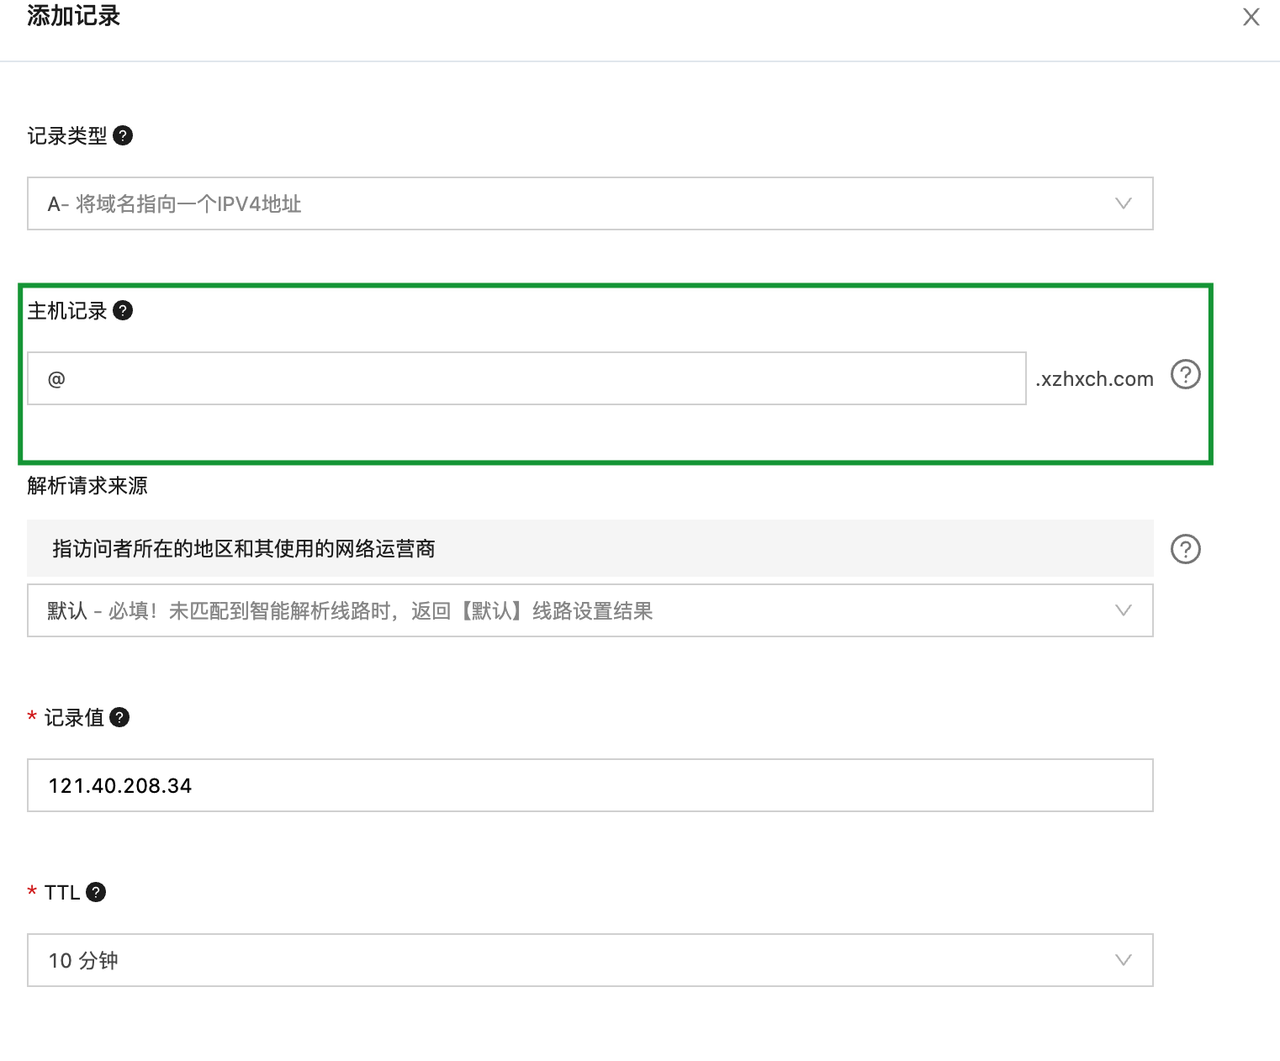 添加记录
记录类型
A- 将域名指向一个IPV4地址
主机记录
@
.xzhxch.com
解析请求来源
指访问者所在的地区和其使用的网络运营商
默认 - 必填！未匹配到智能解析线路时，返回【默认】线路设置结果
* 记录值
121.40.208.34
* TTL
10 分钟